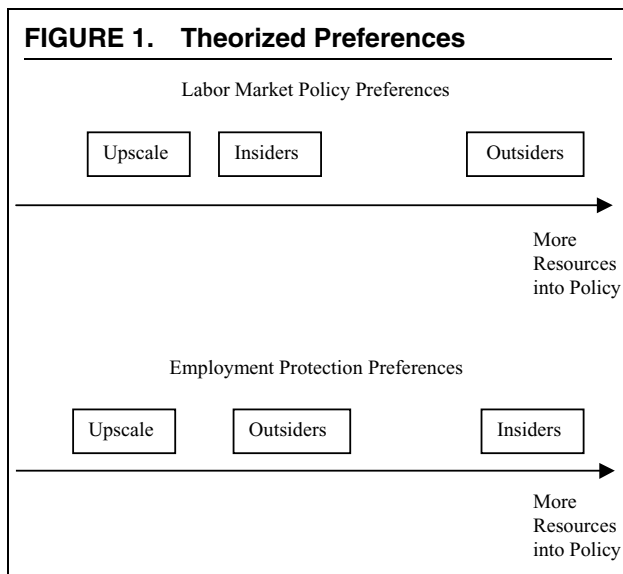 FIGURE 1. Theorized Preferences
Labor Market Policy Preferences
Upscale Insiders Outsiders
More
Resources
into Policy
Employment Protection Preferences
Upscale Outsiders Insiders
More
Resources
into Policy